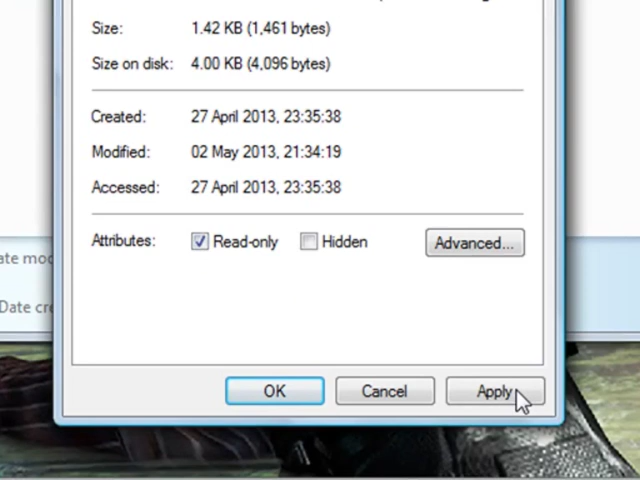 Size: 1.42 KB (1,461 bytes)
Size on disk: 4.00 KB (4,096 bytes)
Created: 27 April 2013, 23:35:38
Modified: 02 May 2013, 21:34:19
Accessed: 27 April 2013, 23:35:38
Attributes: Read-only Hidden Advanced...
ate mod
Date cre
OK Cancel Apply